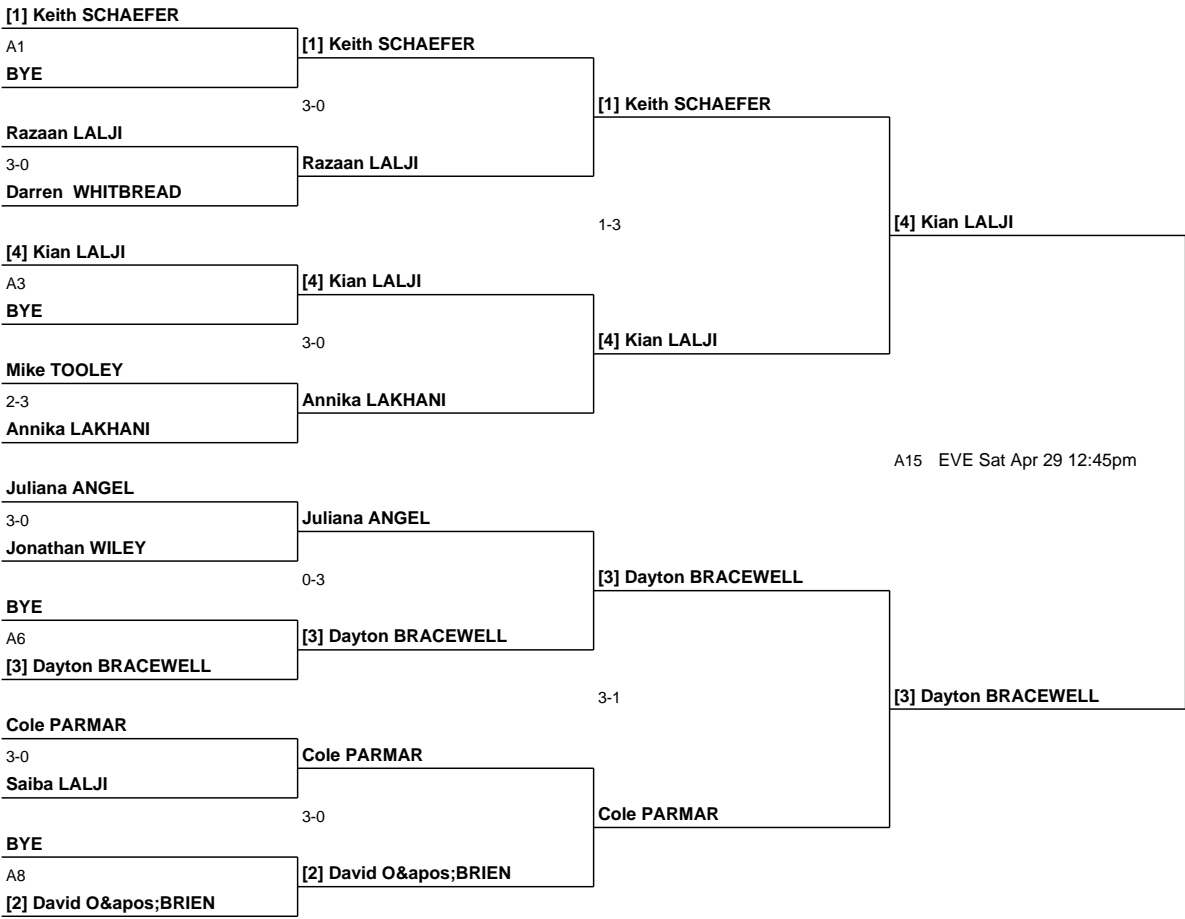 [1] Keith SCHAEFER
A1
[1] Keith SCHAEFER
BYE
3-0
[1] Keith SCHAEFER
Razaan LALJI
3-0
Razaan LALJI
Darren  WHITBREAD
1-3
[4] Kian LALJI
[4] Kian LALJI
A3
[4] Kian LALJI
BYE
3-0
[4] Kian LALJI
Mike TOOLEY
2-3
Annika LAKHANI
Annika LAKHANI
A15 EVE Sat Apr 29 12:45pm
Juliana ANGEL
3-0
Juliana ANGEL
Jonathan WILEY
0-3
[3] Dayton BRACEWELL
BYE
A6
[3] Dayton BRACEWELL
[3] Dayton BRACEWELL
3-1
[3] Dayton BRACEWELL
Cole PARMAR
3-0
Cole PARMAR
Saiba LALJI
3-0
Cole PARMAR
BYE
A8
[2] David O&apos;BRIEN
[2] David O&apos;BRIEN